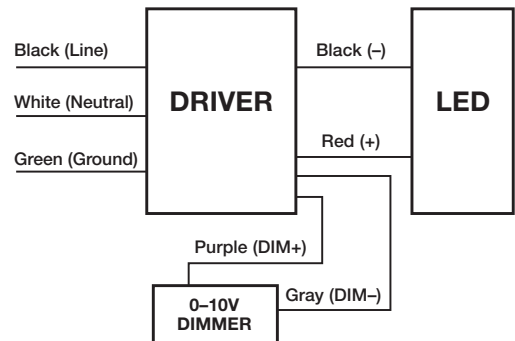 Black (Line)
White (Neutral)
Green (Ground)
DRIVER
Black (–)
Red (+)
LED
Purple (DIM+)
Gray (DIM–)
0–10V
DIMMER